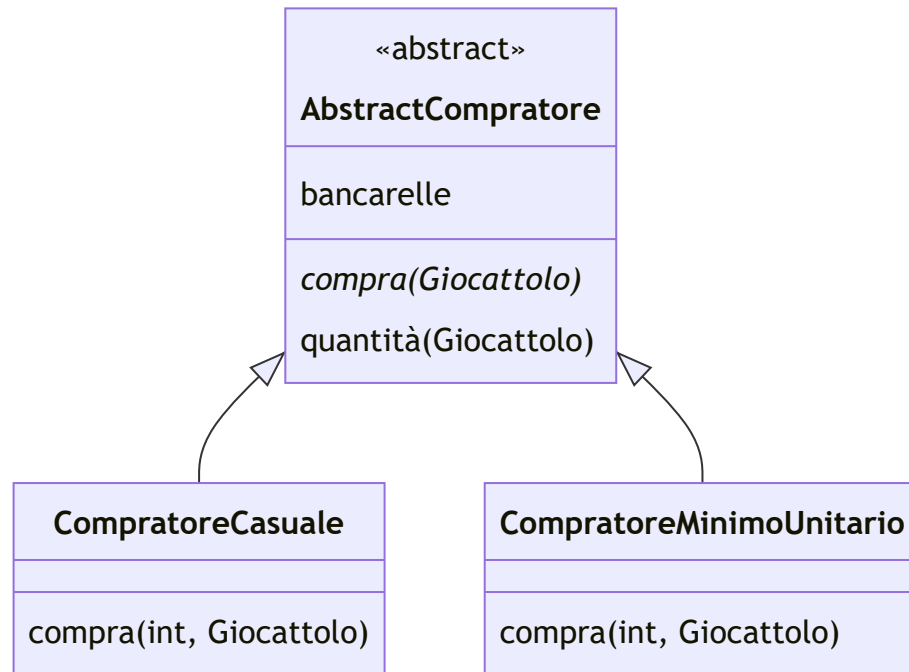 «abstract»
AbstractCompratore
bancarelle
compra(Giocattolo)
quantità(Giocattolo)
CompratoreCasuale
compra(int, Giocattolo)
CompratoreMinimoUnitario
compra(int, Giocattolo)